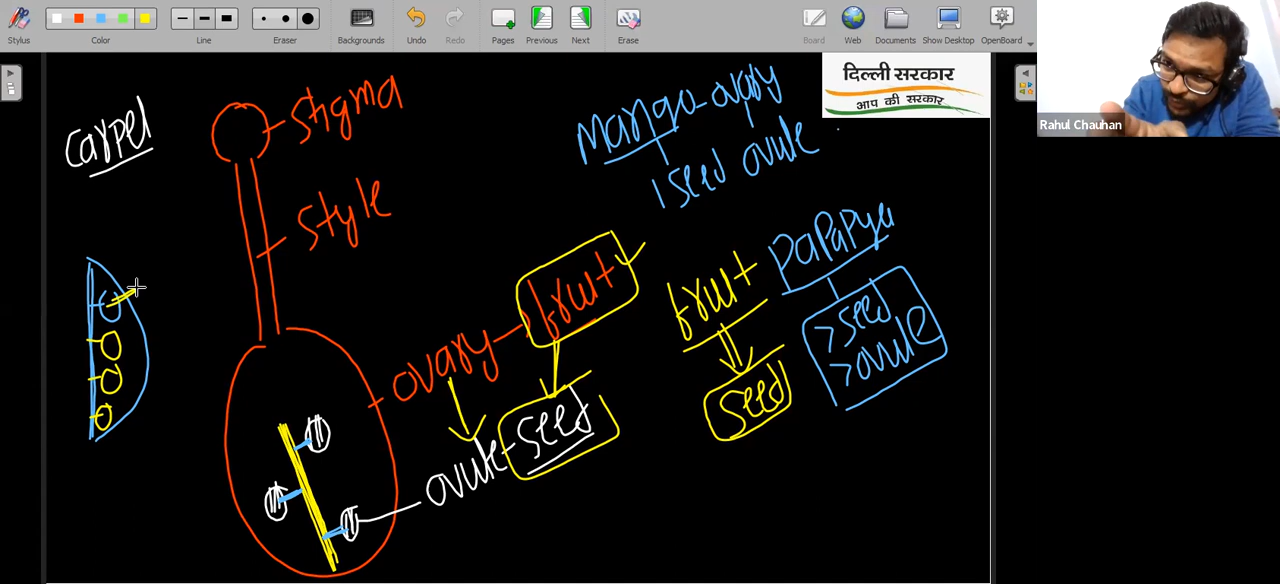 Stylus
Color
Line
Eraser
Backgrounds
Undo
Redo
Pages
Previous
Next
Erase
Board
Web
Documents
Show Desktop
OpenBoard
दिल्ली सरकार
आप की सरकार
Rahul Chauhan
Carpel
Stigma
Style
ovary - fruit
ovule - seed
Mango - ovary
1 seed ovule
fruit
seed
papapya
>seed
>ovule